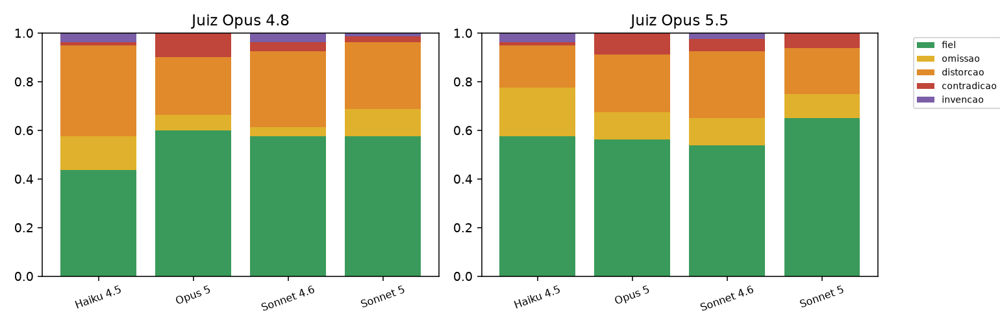 Juiz Opus 4.8
1.0
0.8
0.6
0.4
0.2
0.0
Haiku 4.5
Opus 5
Sonnet 4.6
Sonnet 5
Juiz Opus 5.5
1.0
0.8
0.6
0.4
0.2
0.0
Haiku 4.5
Opus 5
Sonnet 4.6
Sonnet 5
fiel
omissao
distorcao
contradicao
invencao